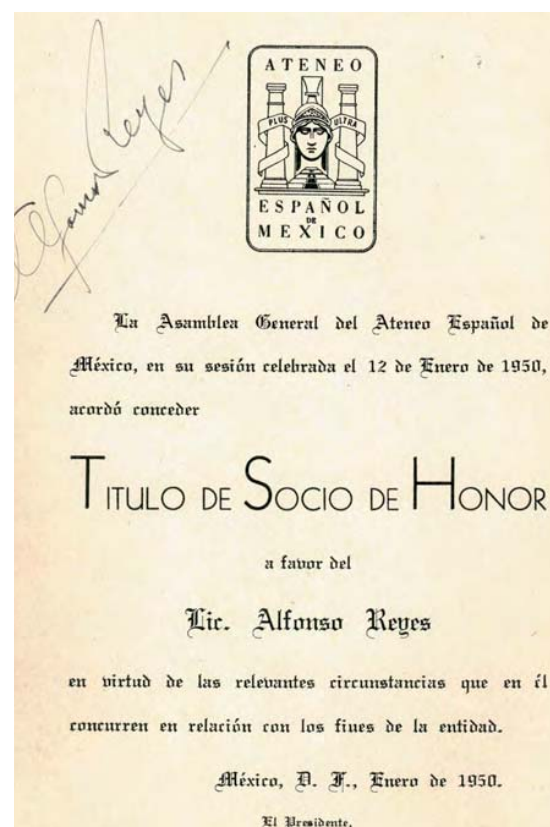 Alfonso Reyes
ATENEO
PLUS ULTRA
ESPAÑOL
DE
MEXICO
La Asamblea General del Ateneo Español de
México, en su sesión celebrada el 12 de Enero de 1950,
acordó conceder
TITULO DE SOCIO DE HONOR
a favor del
Lic. Alfonso Reyes
en virtud de las relevantes circunstancias que en él
concurren en relación con los fines de la entidad.
México, D. F., Enero de 1950.
El Presidente,